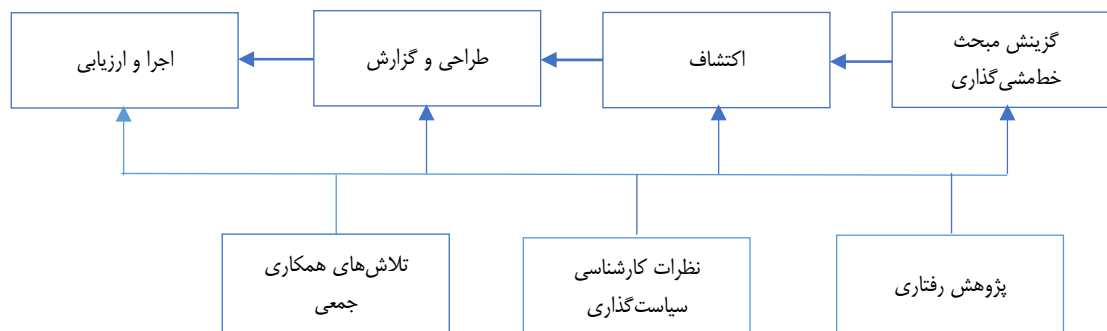 گزینش مبحث
خط‌مشی‌گذاری
اکتشاف
طراحی و گزارش
اجرا و ارزیابی
پژوهش رفتاری
نظرات کارشناسی
سیاست‌گذاری
تلاش‌های همکاری
جمعی